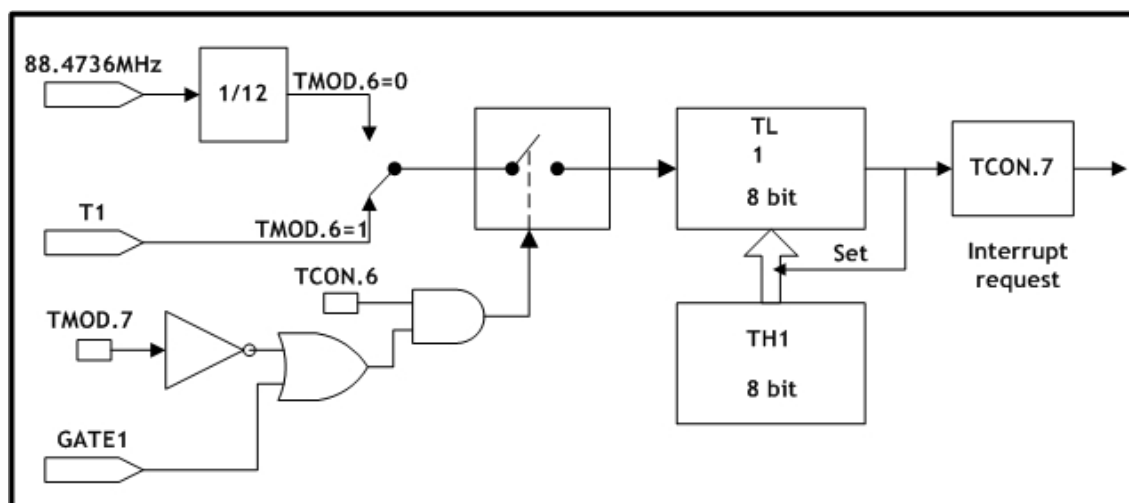 88.4736MHz
1/12
TMOD.6=0
T1
TMOD.6=1
TL
1
8 bit
TCON.7
Set
Interrupt
request
TCON.6
TMOD.7
TH1
8 bit
GATE1